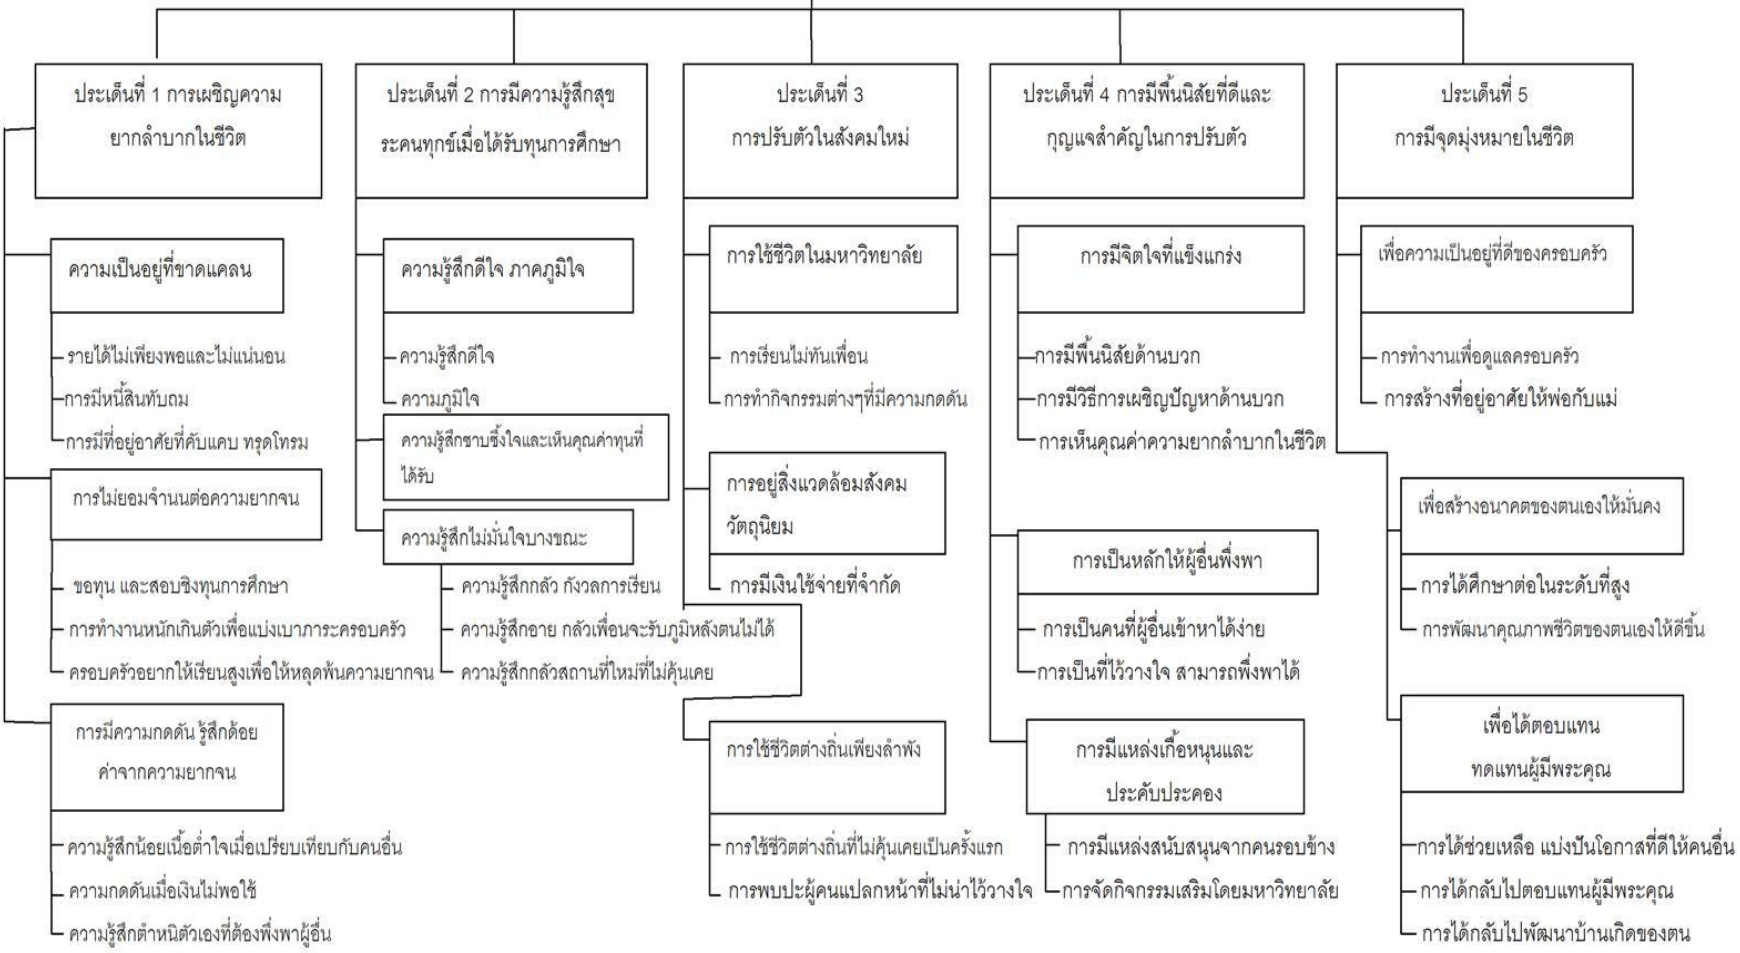 ประเด็นที่ 1 การเผชิญความ
ยากลำบากในชีวิต
ความเป็นอยู่ที่ขาดแคลน
รายได้ไม่เพียงพอและไม่แน่นอน
การมีหนี้สินทับถม
การมีที่อยู่อาศัยที่คับแคบ ทรุดโทรม
การไม่ยอมจำนนต่อความยากจน
ขอทุน และสอบชิงทุนการศึกษา
การทำงานหนักเกินตัวเพื่อแบ่งเบาภาระครอบครัว
ครอบครัวอยากให้เรียนสูงเพื่อให้หลุดพ้นความยากจน
การมีความกดดัน รู้สึกด้อย
ค่าจากความยากจน
ความรู้สึกน้อยเนื้อต่ำใจเมื่อเปรียบเทียบกับคนอื่น
ความกดดันเมื่อเงินไม่พอใช้
ความรู้สึกตำหนิตัวเองที่ต้องพึ่งพาผู้อื่น
ประเด็นที่ 2 การมีความรู้สึกสุข
ระคนทุกข์เมื่อได้รับทุนการศึกษา
ความรู้สึกดีใจ ภาคภูมิใจ
ความรู้สึกดีใจ
ความภูมิใจ
ความรู้สึกซาบซึ้งใจและเห็นคุณค่าทุนที่
ได้รับ
ความรู้สึกไม่มั่นใจบางขณะ
ความรู้สึกกลัว กังวลการเรียน
ความรู้สึกอาย กลัวเพื่อนจะรับภูมิหลังตนไม่ได้
ความรู้สึกกลัวสถานที่ใหม่ที่ไม่คุ้นเคย
ประเด็นที่ 3
การปรับตัวในสังคมใหม่
การใช้ชีวิตในมหาวิทยาลัย
การเรียนไม่ทันเพื่อน
การทำกิจกรรมต่างๆที่มีความกดดัน
การอยู่สิ่งแวดล้อมสังคม
วัตถุนิยม
การมีเงินใช้จ่ายที่จำกัด
การใช้ชีวิตต่างถิ่นเพียงลำพัง
การใช้ชีวิตต่างถิ่นที่ไม่คุ้นเคยเป็นครั้งแรก
การพบปะผู้คนแปลกหน้าที่ไม่น่าไว้วางใจ
ประเด็นที่ 4 การมีพื้นนิสัยที่ดีและ
กุญแจสำคัญในการปรับตัว
การมีจิตใจที่แข็งแกร่ง
การมีพื้นนิสัยด้านบวก
การมีวิธีการเผชิญปัญหาด้านบวก
การเห็นคุณค่าความยากลำบากในชีวิต
การเป็นหลักให้ผู้อื่นพึ่งพา
การเป็นคนที่ผู้อื่นเข้าหาได้ง่าย
การเป็นที่ไว้วางใจ สามารถพึ่งพาได้
การมีแหล่งเกื้อหนุนและ
ประคับประคอง
การมีแหล่งสนับสนุนจากคนรอบข้าง
การจัดกิจกรรมเสริมโดยมหาวิทยาลัย
ประเด็นที่ 5
การมีจุดมุ่งหมายในชีวิต
เพื่อความเป็นอยู่ที่ดีของครอบครัว
การทำงานเพื่อดูแลครอบครัว
การสร้างที่อยู่อาศัยให้พ่อกับแม่
เพื่อสร้างอนาคตของตนเองให้มั่นคง
การได้ศึกษาต่อในระดับที่สูง
การพัฒนาคุณภาพชีวิตของตนเองให้ดีขึ้น
เพื่อได้ตอบแทน
ทดแทนผู้มีพระคุณ
การได้ช่วยเหลือ แบ่งปันโอกาสที่ดีให้คนอื่น
การได้กลับไปตอบแทนผู้มีพระคุณ
การได้กลับไปพัฒนาบ้านเกิดของตน